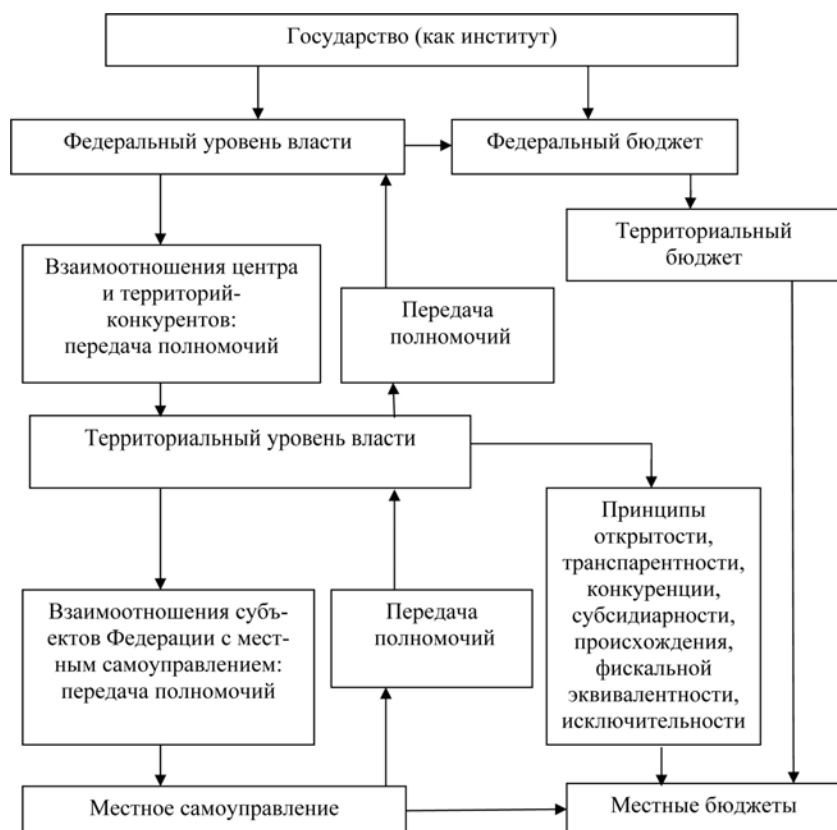 Государство (как институт)
Федеральный уровень власти
Федеральный бюджет
Территориальный
бюджет
Взаимоотношения центра
и территорий-
конкурентов:
передача полномочий
Передача
полномочий
Территориальный уровень власти
Принципы
открытости,
транспарентности,
конкуренции,
субсидиарности,
происхождения,
фискальной
эквивалентности,
исключительности
Взаимоотношения субъ-
ектов Федерации с мест-
ным самоуправлением:
передача полномочий
Передача
полномочий
Местное самоуправление
Местные бюджеты